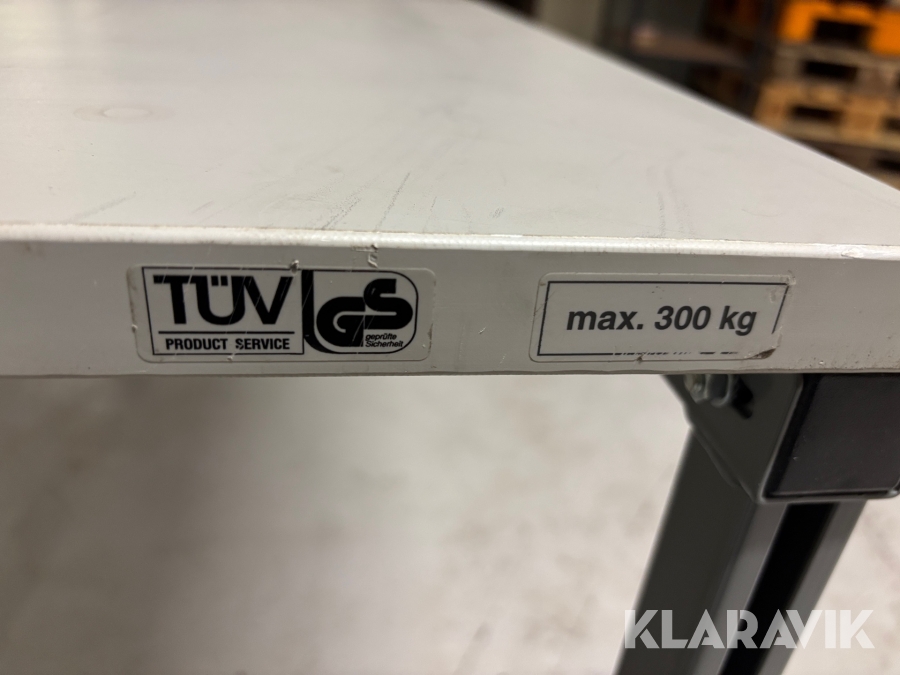 TÜV
PRODUCT SERVICE
GS
geprüfte
Sicherheit
max. 300 kg
KLARAVIK